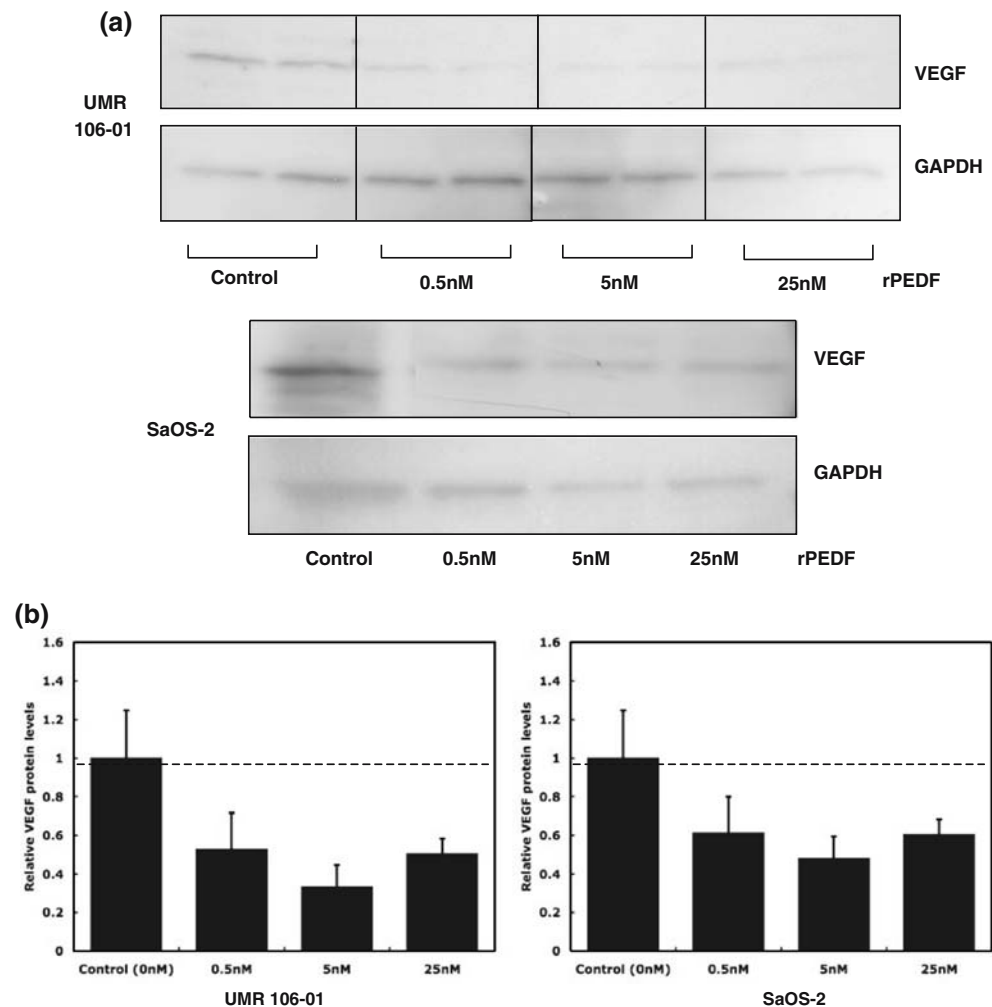 (a)
VEGF
UMR
106-01
GAPDH
Control 0.5nM 5nM 25nM rPEDF
VEGF
SaOS-2
GAPDH
Control 0.5nM 5nM 25nM rPEDF
(b)
Relative VEGF protein levels
1.6
1.4
1.2
1
0.8
0.6
0.4
0.2
0
Control (0nM) 0.5nM 5nM 25nM
UMR 106-01
Relative VEGF protein levels
1.6
1.4
1.2
1
0.8
0.6
0.4
0.2
0
Control (0nM) 0.5nM 5nM 25nM
SaOS-2